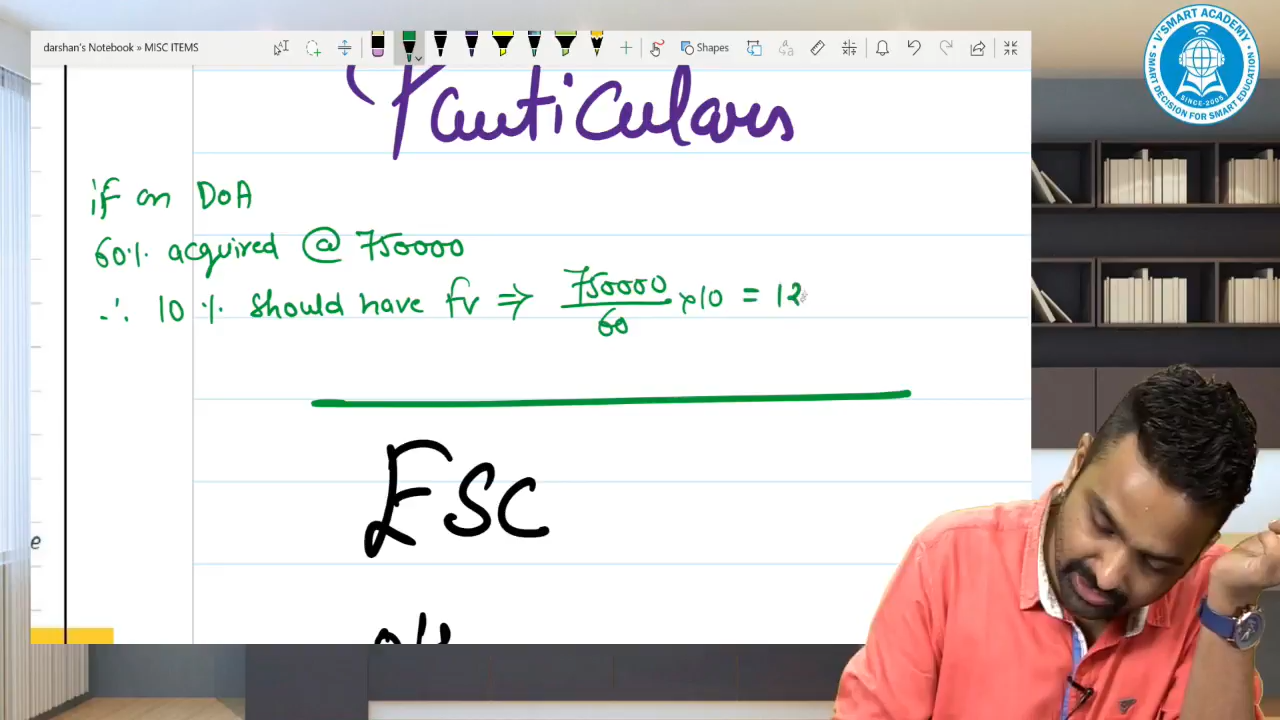 darshan's Notebook » MISC ITEMS
Shapes
V'SMART ACADEMY
SINCE-2005
SMART DECISION FOR SMART EDUCATION
Particulars
if on DOA
60% acquired @ 750000
∴ 10 % should have fv ⇒ 750000/60 x10 = 12
ESC
e